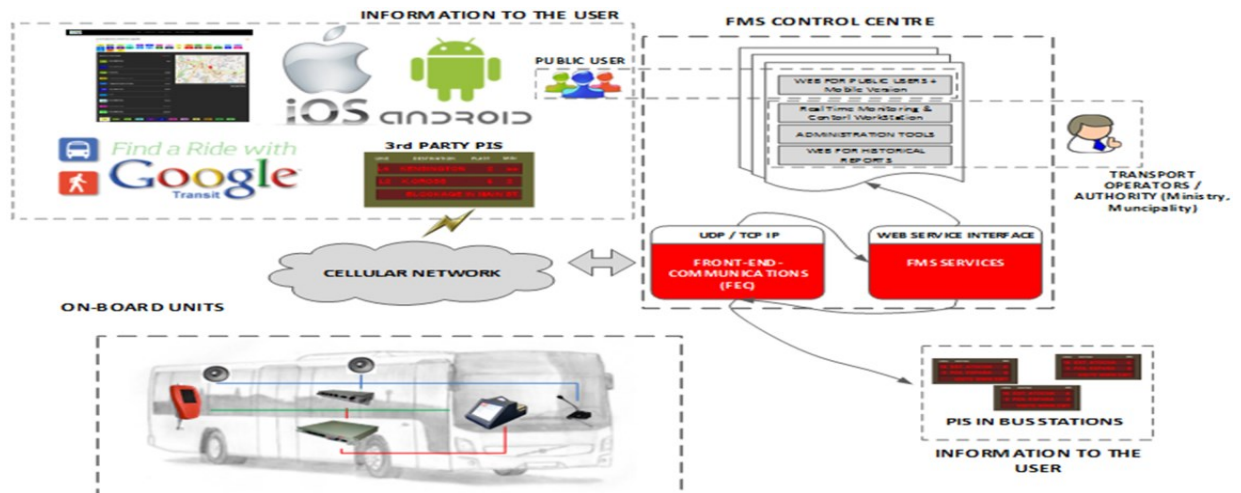 INFORMATION TO THE USER
iOS
ANDROID
Find a Ride with
Google
Transit
3rd PARTY PIS
PUBLIC USER
FMS CONTROL CENTRE
WEB FOR PUBLIC USERS +
Mobile Version
Real Time Monitoring &
Contorl WorkStation
ADMINISTRATION TOOLS
WEB FOR HISTORICAL
REPORTS
TRANSPORT
OPERATORS /
AUTHORITY (Ministry,
Muncipality)
UDP / TCP IP
FRONT-END-
COMMUNICATIONS
(FEC)
WEB SERVICE INTERFACE
FMS SERVICES
CELLULAR NETWORK
ON-BOARD UNITS
PIS IN BUS STATIONS
INFORMATION TO THE
USER